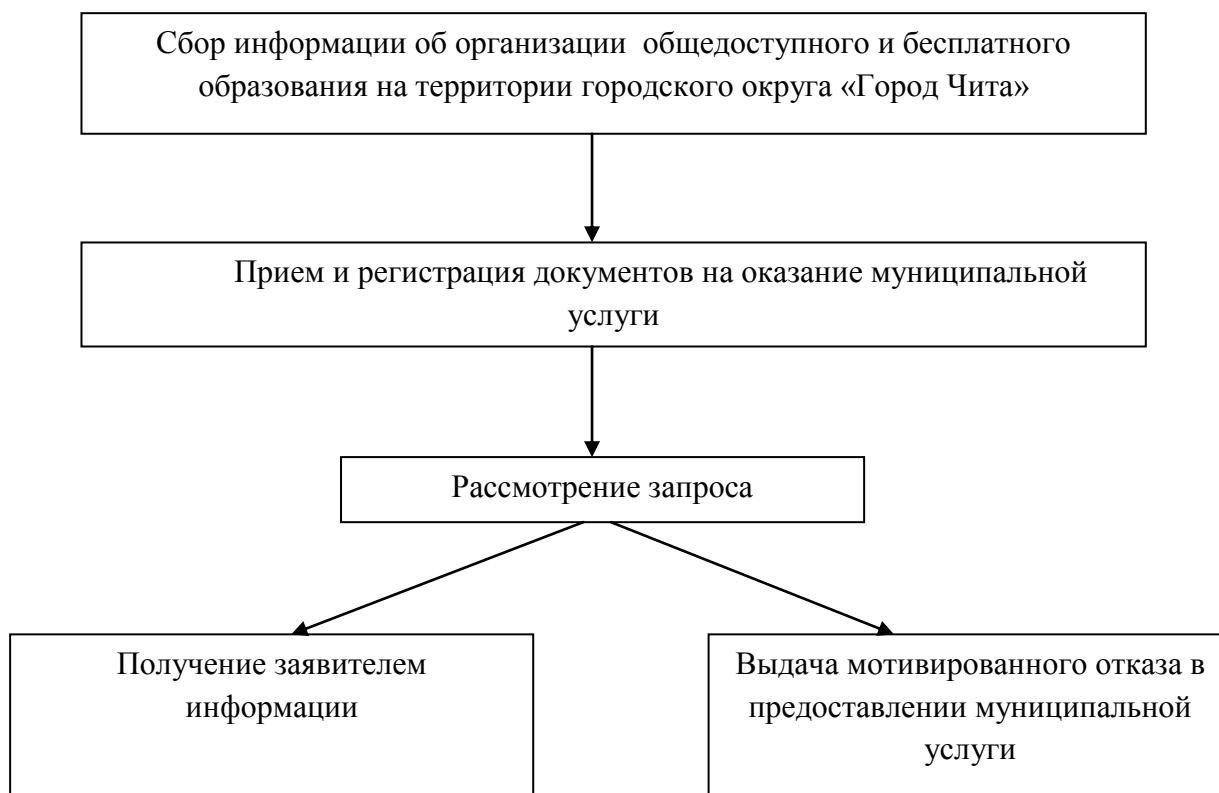 Сбор информации об организации  общедоступного и бесплатного
образования на территории городского округа «Город Чита»
Прием и регистрация документов на оказание муниципальной
услуги
Рассмотрение запроса
Получение заявителем
информации
Выдача мотивированного отказа в
предоставлении муниципальной
услуги